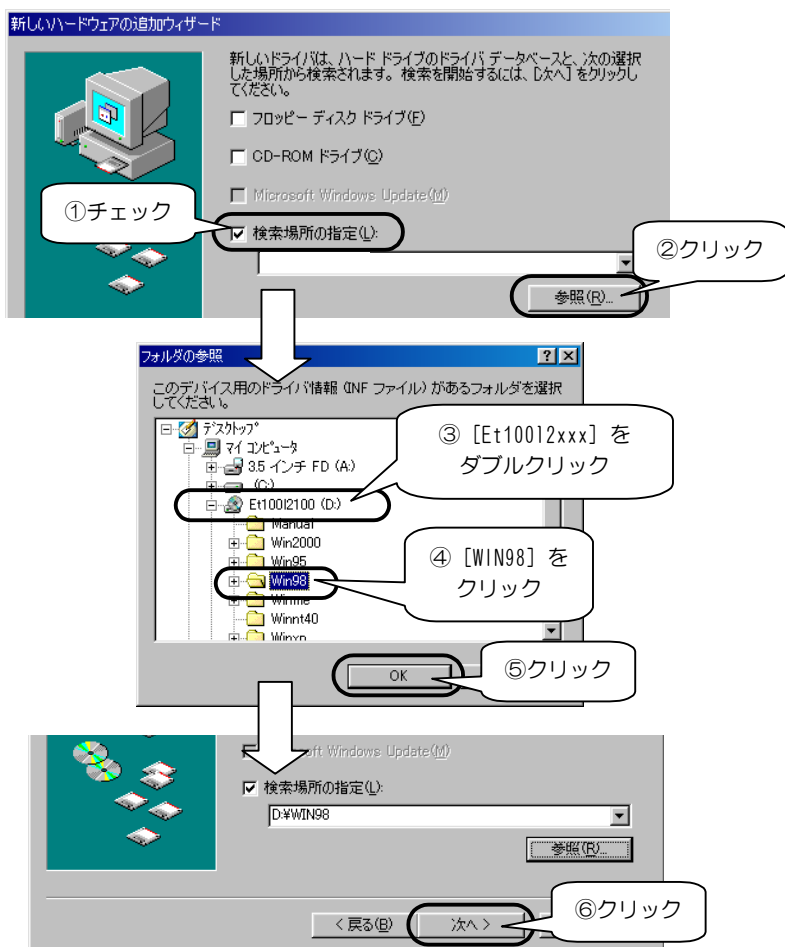 新しいハードウェアの追加ウィザード
新しいドライバは、ハード ドライブのドライバ データベースと、次の選択
した場所から検索されます。検索を開始するには、[次へ] をクリックし
てください。
フロッピー ディスク ドライブ(F)
CD-ROM ドライブ(C)
Microsoft Windows Update(M)
①チェック
検索場所の指定(L):
②クリック
参照(R)...
フォルダの参照
このデバイス用のドライバ情報 (INF ファイル) があるフォルダを選択
してください。
デスクトップ
マイ コンピュータ
3.5 インチ FD (A:)
(C:)
③ [Et100I2xxx] を
ダブルクリック
Et100I2100 (D:)
Manual
Win2000
Win95
④ [WIN98] を
クリック
Win98
Winme
Winnt40
Winxp
OK
⑤クリック
Microsoft Windows Update(M)
検索場所の指定(L):
D:¥WIN98
参照(R)...
< 戻る(B)
次へ >
⑥クリック